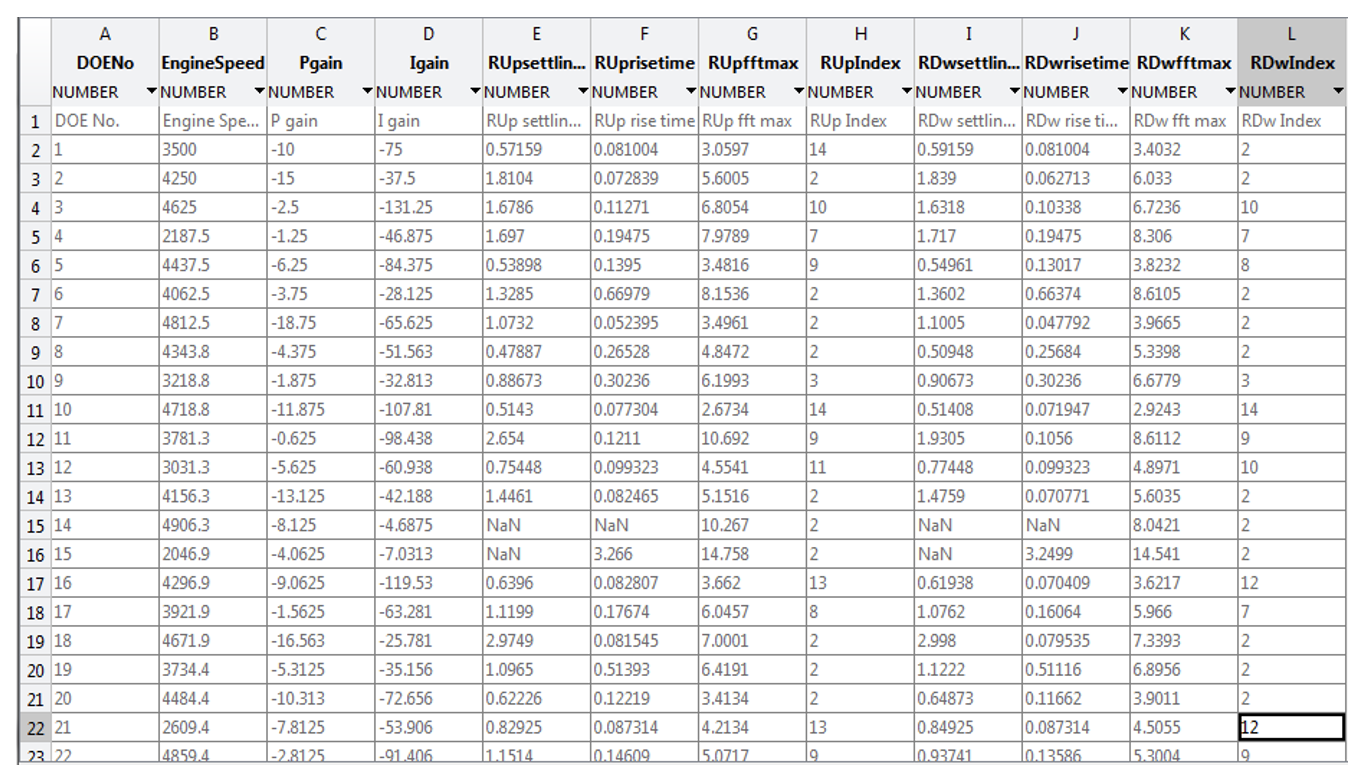 A B C D E F G H I J K L
DOENo EngineSpeed Pgain Igain RUpsettlin... RUprisetime RUpfftmax RUpIndex RDwsettlin... RDwrisetime RDwfftmax RDwIndex
NUMBER NUMBER NUMBER NUMBER NUMBER NUMBER NUMBER NUMBER NUMBER NUMBER NUMBER NUMBER
1 DOE No. Engine Spe... P gain I gain RUp settlin... RUp rise time RUp fft max RUp Index RDw settlin... RDw rise ti... RDw fft max RDw Index
2 1 3500 -10 -75 0.57159 0.081004 3.0597 14 0.59159 0.081004 3.4032 2
3 2 4250 -15 -37.5 1.8104 0.072839 5.6005 2 1.839 0.062713 6.033 2
4 3 4625 -2.5 -131.25 1.6786 0.11271 6.8054 10 1.6318 0.10338 6.7236 10
5 4 2187.5 -1.25 -46.875 1.697 0.19475 7.9789 7 1.717 0.19475 8.306 7
6 5 4437.5 -6.25 -84.375 0.53898 0.1395 3.4816 9 0.54961 0.13017 3.8232 8
7 6 4062.5 -3.75 -28.125 1.3285 0.66979 8.1536 2 1.3602 0.66374 8.6105 2
8 7 4812.5 -18.75 -65.625 1.0732 0.052395 3.4961 2 1.1005 0.047792 3.9665 2
9 8 4343.8 -4.375 -51.563 0.47887 0.26528 4.8472 2 0.50948 0.25684 5.3398 2
10 9 3218.8 -1.875 -32.813 0.88673 0.30236 6.1993 3 0.90673 0.30236 6.6779 3
11 10 4718.8 -11.875 -107.81 0.5143 0.077304 2.6734 14 0.51408 0.071947 2.9243 14
12 11 3781.3 -0.625 -98.438 2.654 0.1211 10.692 9 1.9305 0.1056 8.6112 9
13 12 3031.3 -5.625 -60.938 0.75448 0.099323 4.5541 11 0.77448 0.099323 4.8971 10
14 13 4156.3 -13.125 -42.188 1.4461 0.082465 5.1516 2 1.4759 0.070771 5.6035 2
15 14 4906.3 -8.125 -4.6875 NaN NaN 10.267 2 NaN NaN 8.0421 2
16 15 2046.9 -4.0625 -7.0313 NaN 3.266 14.758 2 NaN 3.2499 14.541 2
17 16 4296.9 -9.0625 -119.53 0.6396 0.082807 3.662 13 0.61938 0.070409 3.6217 12
18 17 3921.9 -1.5625 -63.281 1.1199 0.17674 6.0457 8 1.0762 0.16064 5.966 7
19 18 4671.9 -16.563 -25.781 2.9749 0.081545 7.0001 2 2.998 0.079535 7.3393 2
20 19 3734.4 -5.3125 -35.156 1.0965 0.51393 6.4191 2 1.1222 0.51116 6.8956 2
21 20 4484.4 -10.313 -72.656 0.62226 0.12219 3.4134 2 0.64873 0.11662 3.9011 2
22 21 2609.4 -7.8125 -53.906 0.82925 0.087314 4.2134 13 0.84925 0.087314 4.5055 12
23 22 4859.4 -2.8125 -91.406 1.1514 0.14609 5.0717 9 0.93741 0.13586 5.3004 9